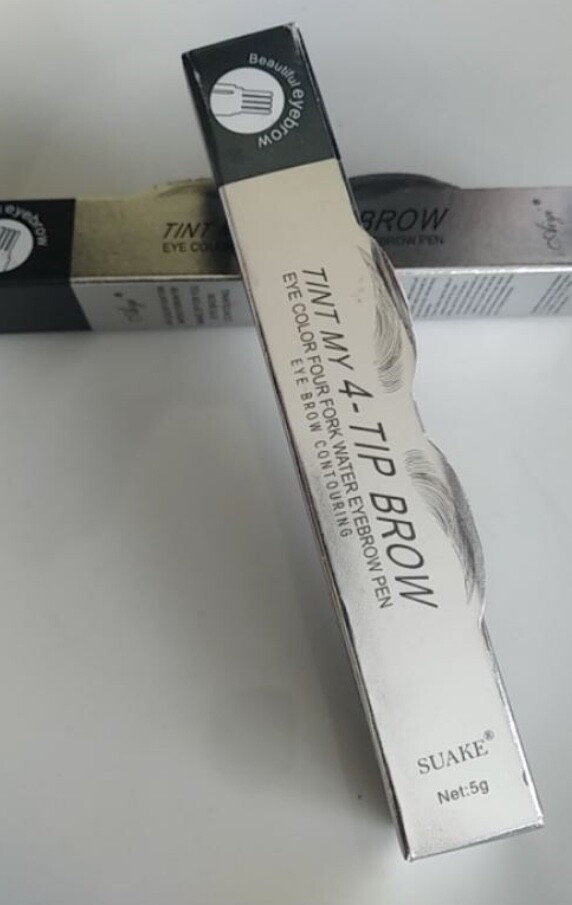 Beautiful eyebrow
TINT MY 4-TIP BROW
EYE COLOR FOUR FORK WATER EYEBROW PEN
EYE BROW CONTOURING
SUAKE®
Net:5g
eyebrow
TINT
BROW
EYE COLO
BROW PEN